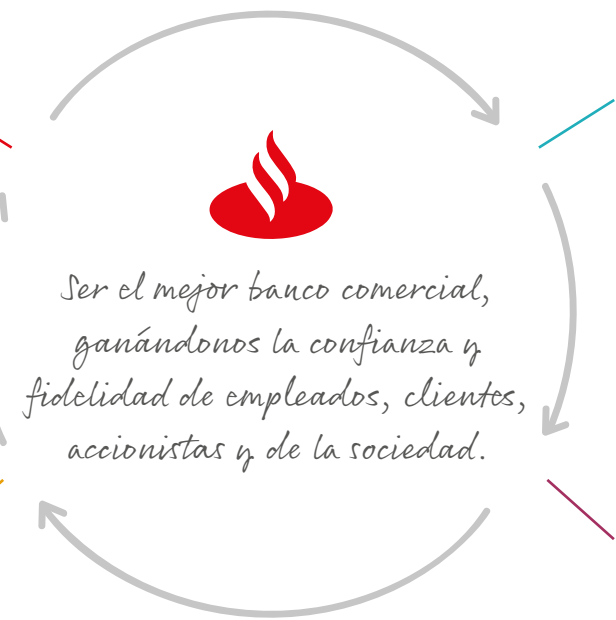 Ser el mejor banco comercial,
ganándonos la confianza y
fidelidad de empleados, clientes,
accionistas y de la sociedad.